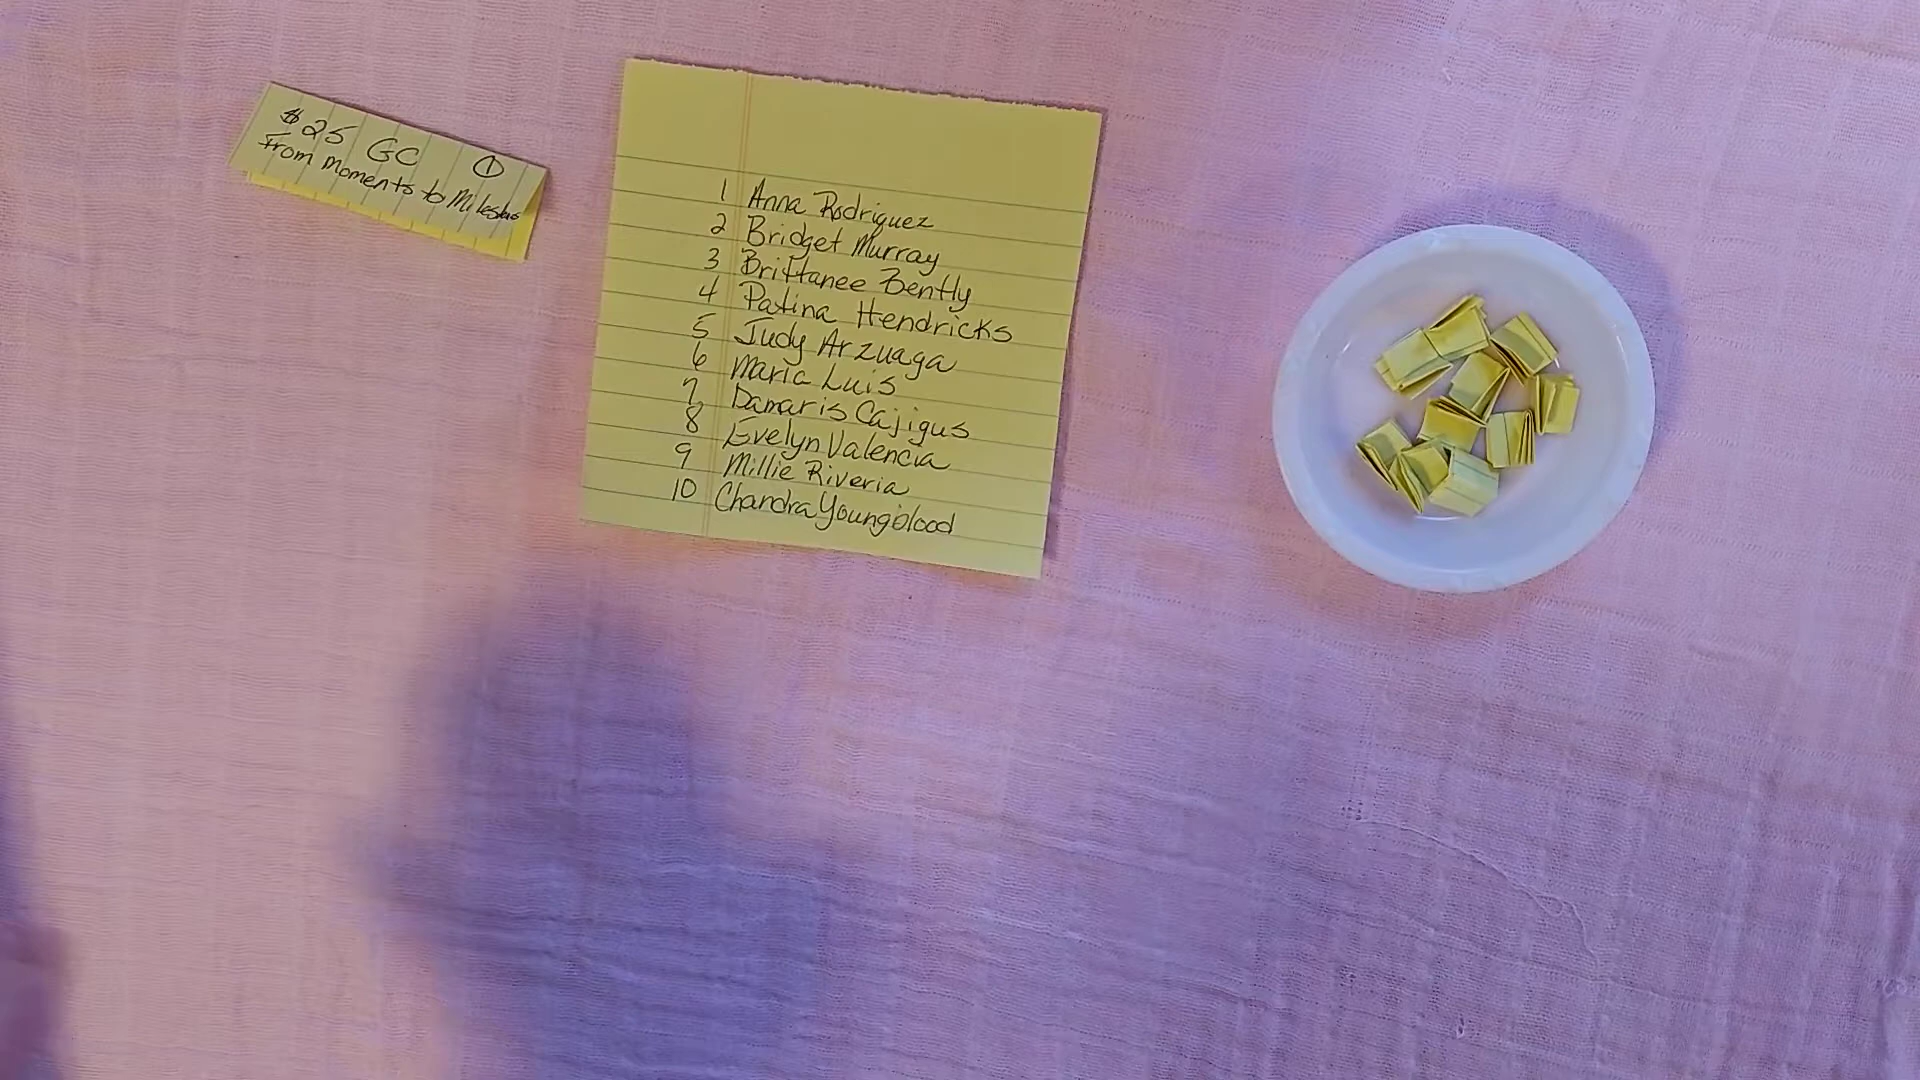 $25 GC ①
From Moments to
1 Anna Rodriguez
2 Bridget Murray
3 Brittanee Bently
4 Patina Hendricks
5 Judy Arzuaga
6 Maria Luis
7 Damaris Cajigus
8 Evelyn Valencia
9 Millie Riveria
10 Chandra Youngblood